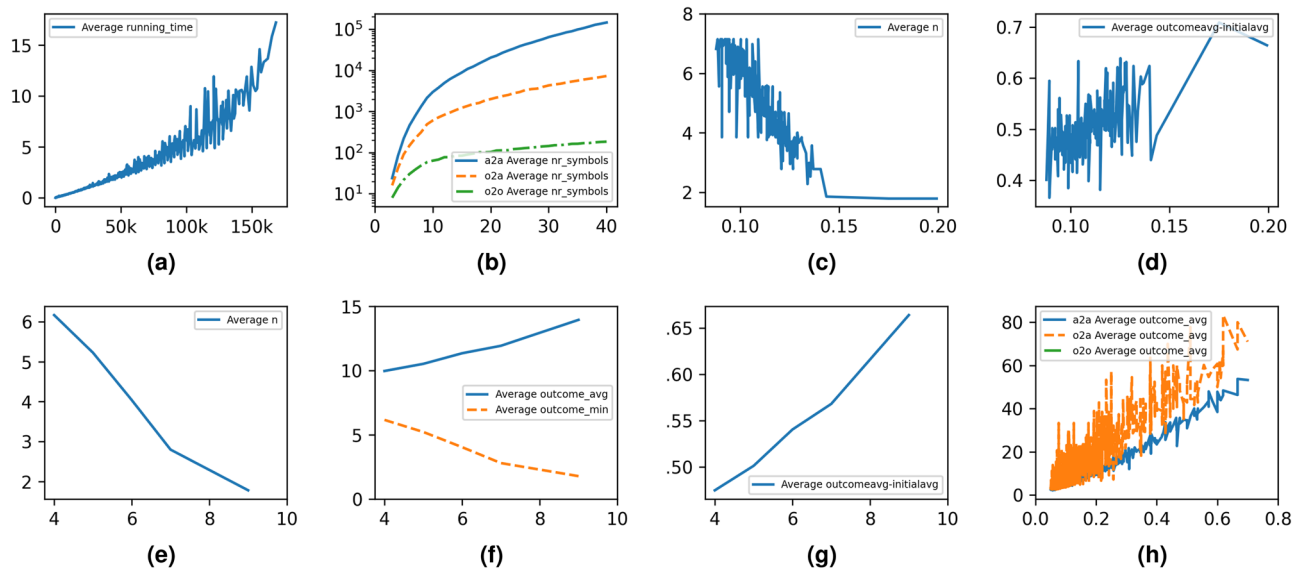 Average running_time
15
10
5
0
0 50k 100k 150k
(a)
10^5
10^4
10^3
10^2
10^1
a2a Average nr_symbols
o2a Average nr_symbols
o2o Average nr_symbols
0 10 20 30 40
(b)
8
6
4
2
Average n
0.10 0.15 0.20
(c)
0.7
0.6
0.5
0.4
Average outcomeavg-initialavg
0.10 0.15 0.20
(d)
6
5
4
3
2
Average n
4 6 8 10
(e)
15
10
5
0
Average outcome_avg
Average outcome_min
4 6 8 10
(f)
.65
.60
.55
.50
Average outcomeavg-initialavg
4 6 8 10
(g)
80
60
40
20
0
a2a Average outcome_avg
o2a Average outcome_avg
o2o Average outcome_avg
0.0 0.2 0.4 0.6 0.8
(h)